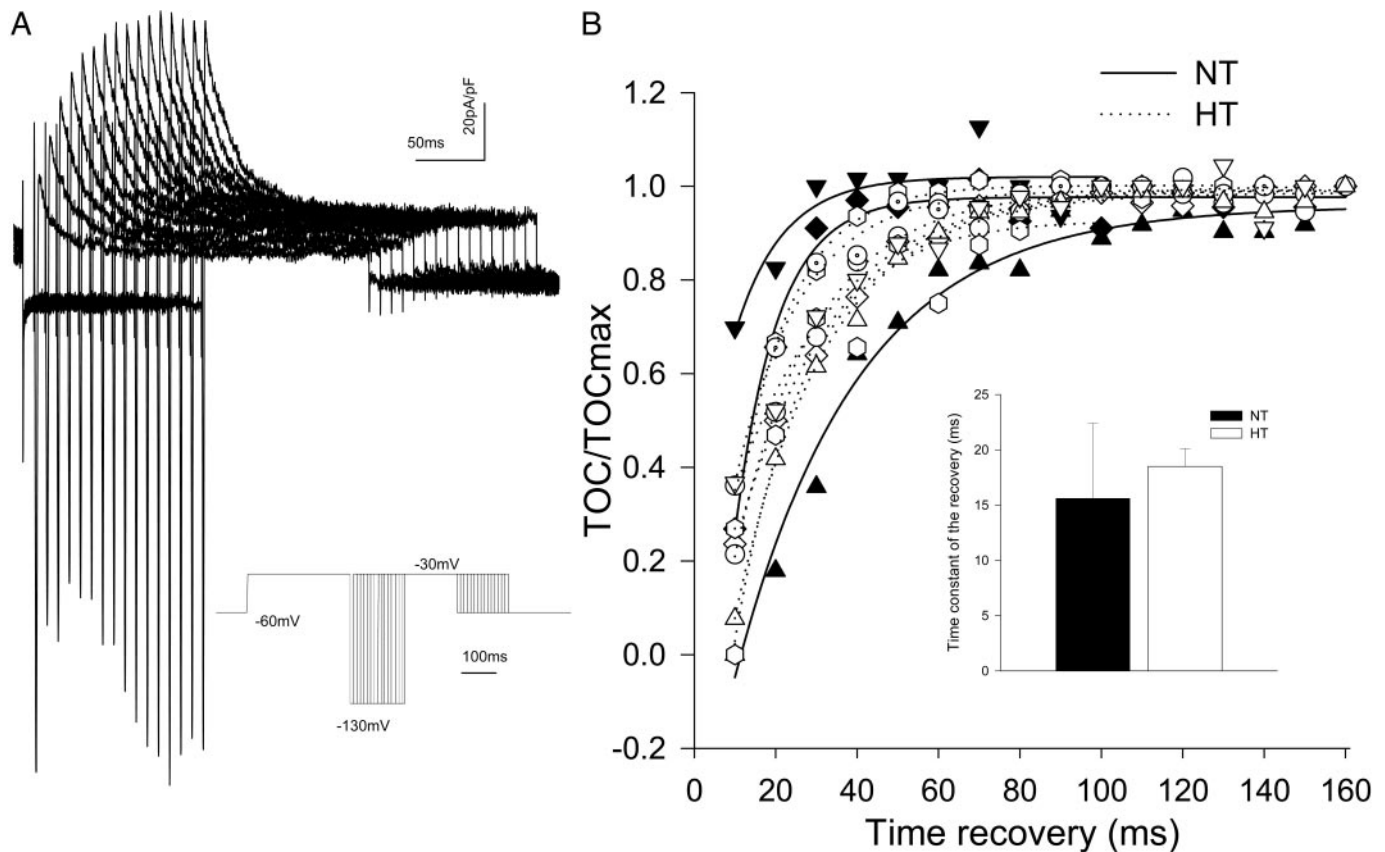 A
20pA/pF
50ms
-30mV
-60mV
100ms
-130mV
B
NT
HT
1.2
1.0
0.8
0.6
0.4
0.2
0.0
-0.2
TOC/TOCmax
0 20 40 60 80 100 120 140 160
Time recovery (ms)
25
20
15
10
5
0
Time constant of the recovery (ms)
NT
HT